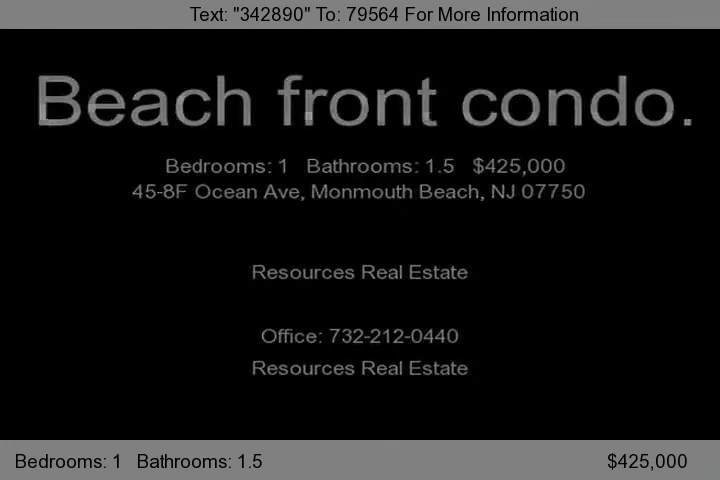 Text: "342890" To: 79564 For More Information
Beach front condo.
Bedrooms: 1 Bathrooms: 1.5 $425,000
45-8F Ocean Ave, Monmouth Beach, NJ 07750
Resources Real Estate
Office: 732-212-0440
Resources Real Estate
Bedrooms: 1 Bathrooms: 1.5 $425,000